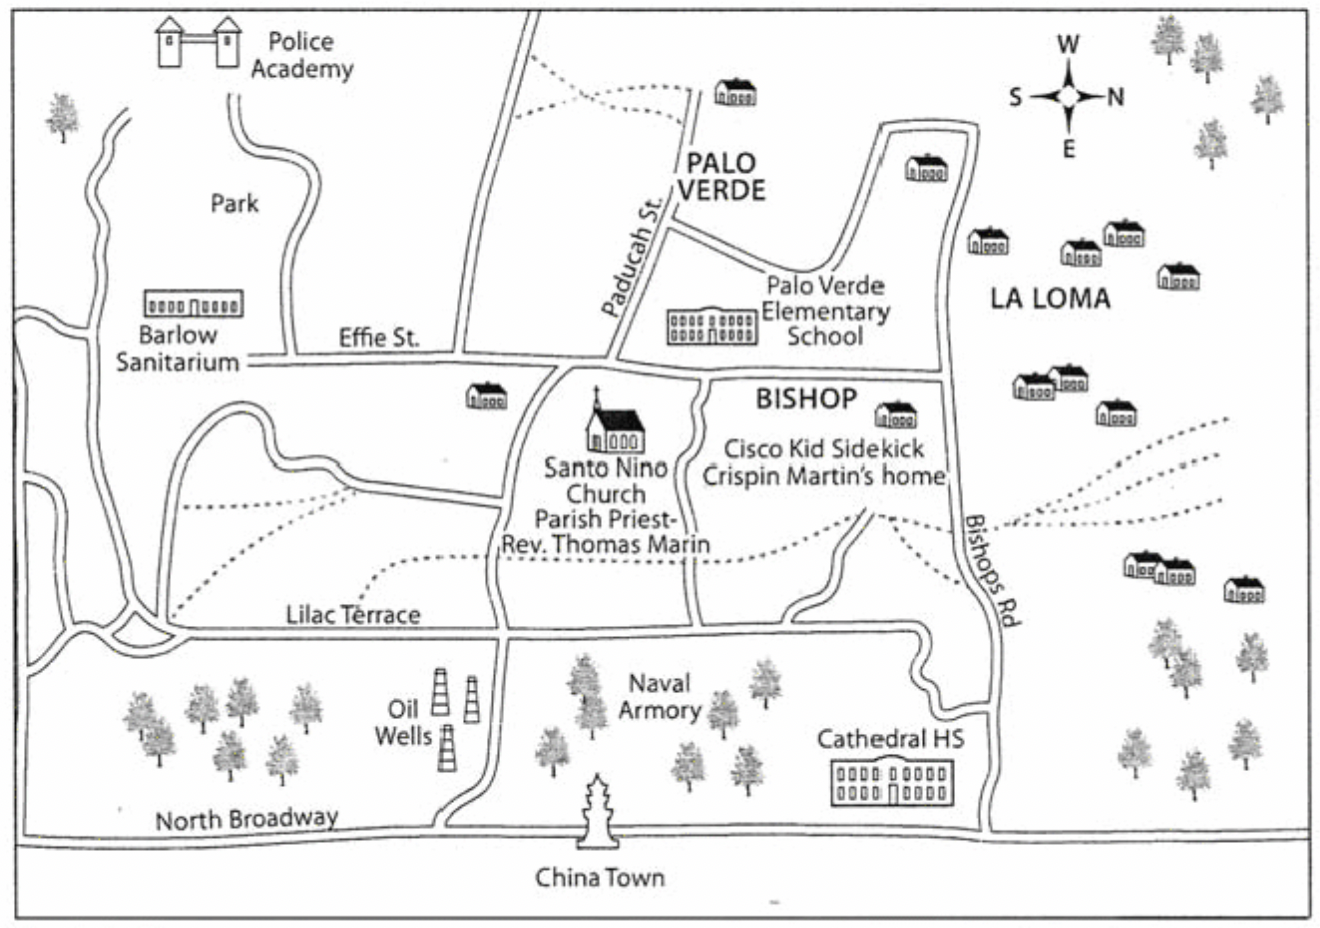 Police
Academy
W
S
N
E
PALO
VERDE
Park
Paducah St.
Palo Verde
Elementary
School
LA LOMA
Barlow
Sanitarium
Effie St.
BISHOP
Cisco Kid Sidekick
Crispin Martin's home
Santo Nino
Church
Parish Priest-
Rev. Thomas Marin
Bishops Rd
Lilac Terrace
Oil
Wells
Naval
Armory
Cathedral HS
North Broadway
China Town